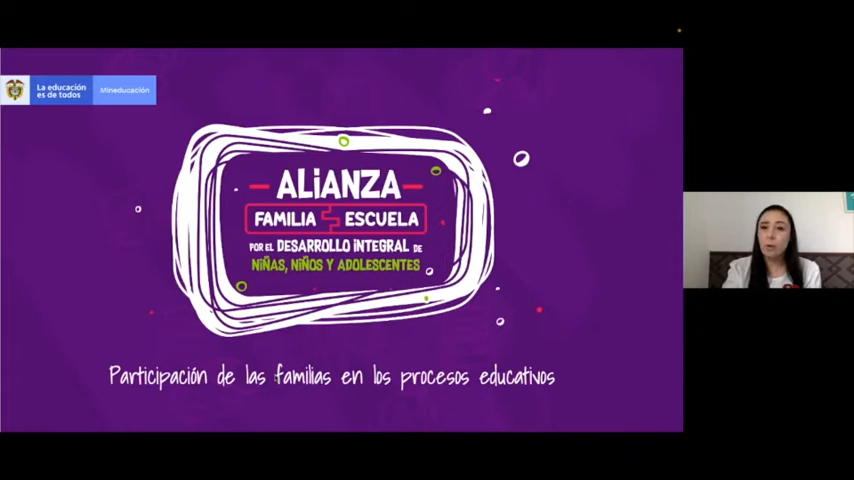 La educación
es de todos
Mineducación
ALiANZA
FAMILIA ESCUELA
POR EL DESARROLLO iNTEGRAL DE
NiÑAS, NiÑOS Y ADOLESCENTES
Participación de las familias en los procesos educativos